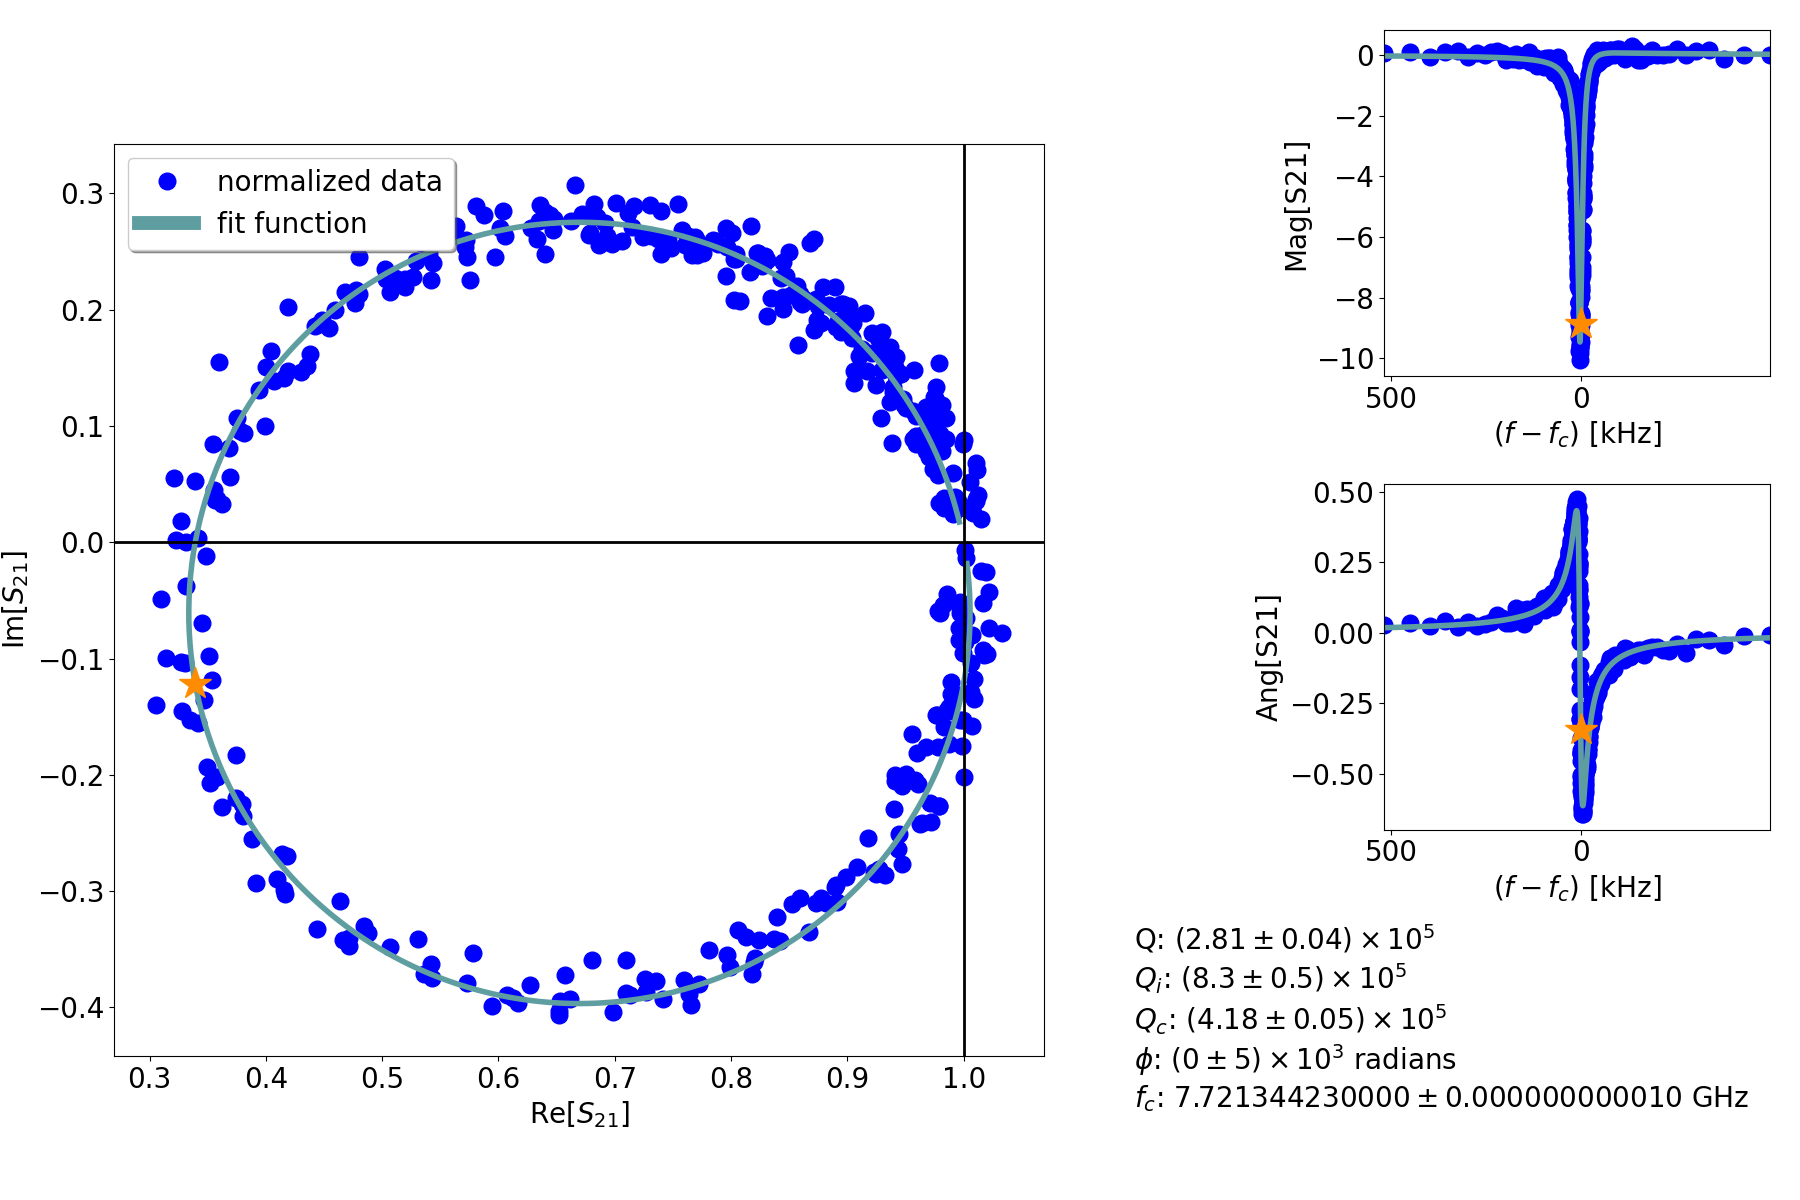 normalized data
fit function
0.3
0.2
0.1
0.0
−0.1
−0.2
−0.3
−0.4
Im[S21]
0.3 0.4 0.5 0.6 0.7 0.8 0.9 1.0
Re[S21]
0
−2
−4
−6
−8
−10
Mag[S21]
500 0
(f − fc) [kHz]
0.50
0.25
0.00
−0.25
−0.50
Ang[S21]
500 0
(f − fc) [kHz]
Q: (2.81 ± 0.04) × 10^5
Qi: (8.3 ± 0.5) × 10^5
Qc: (4.18 ± 0.05) × 10^5
ϕ: (0 ± 5) × 10^3 radians
fc: 7.721344230000 ± 0.000000000010 GHz